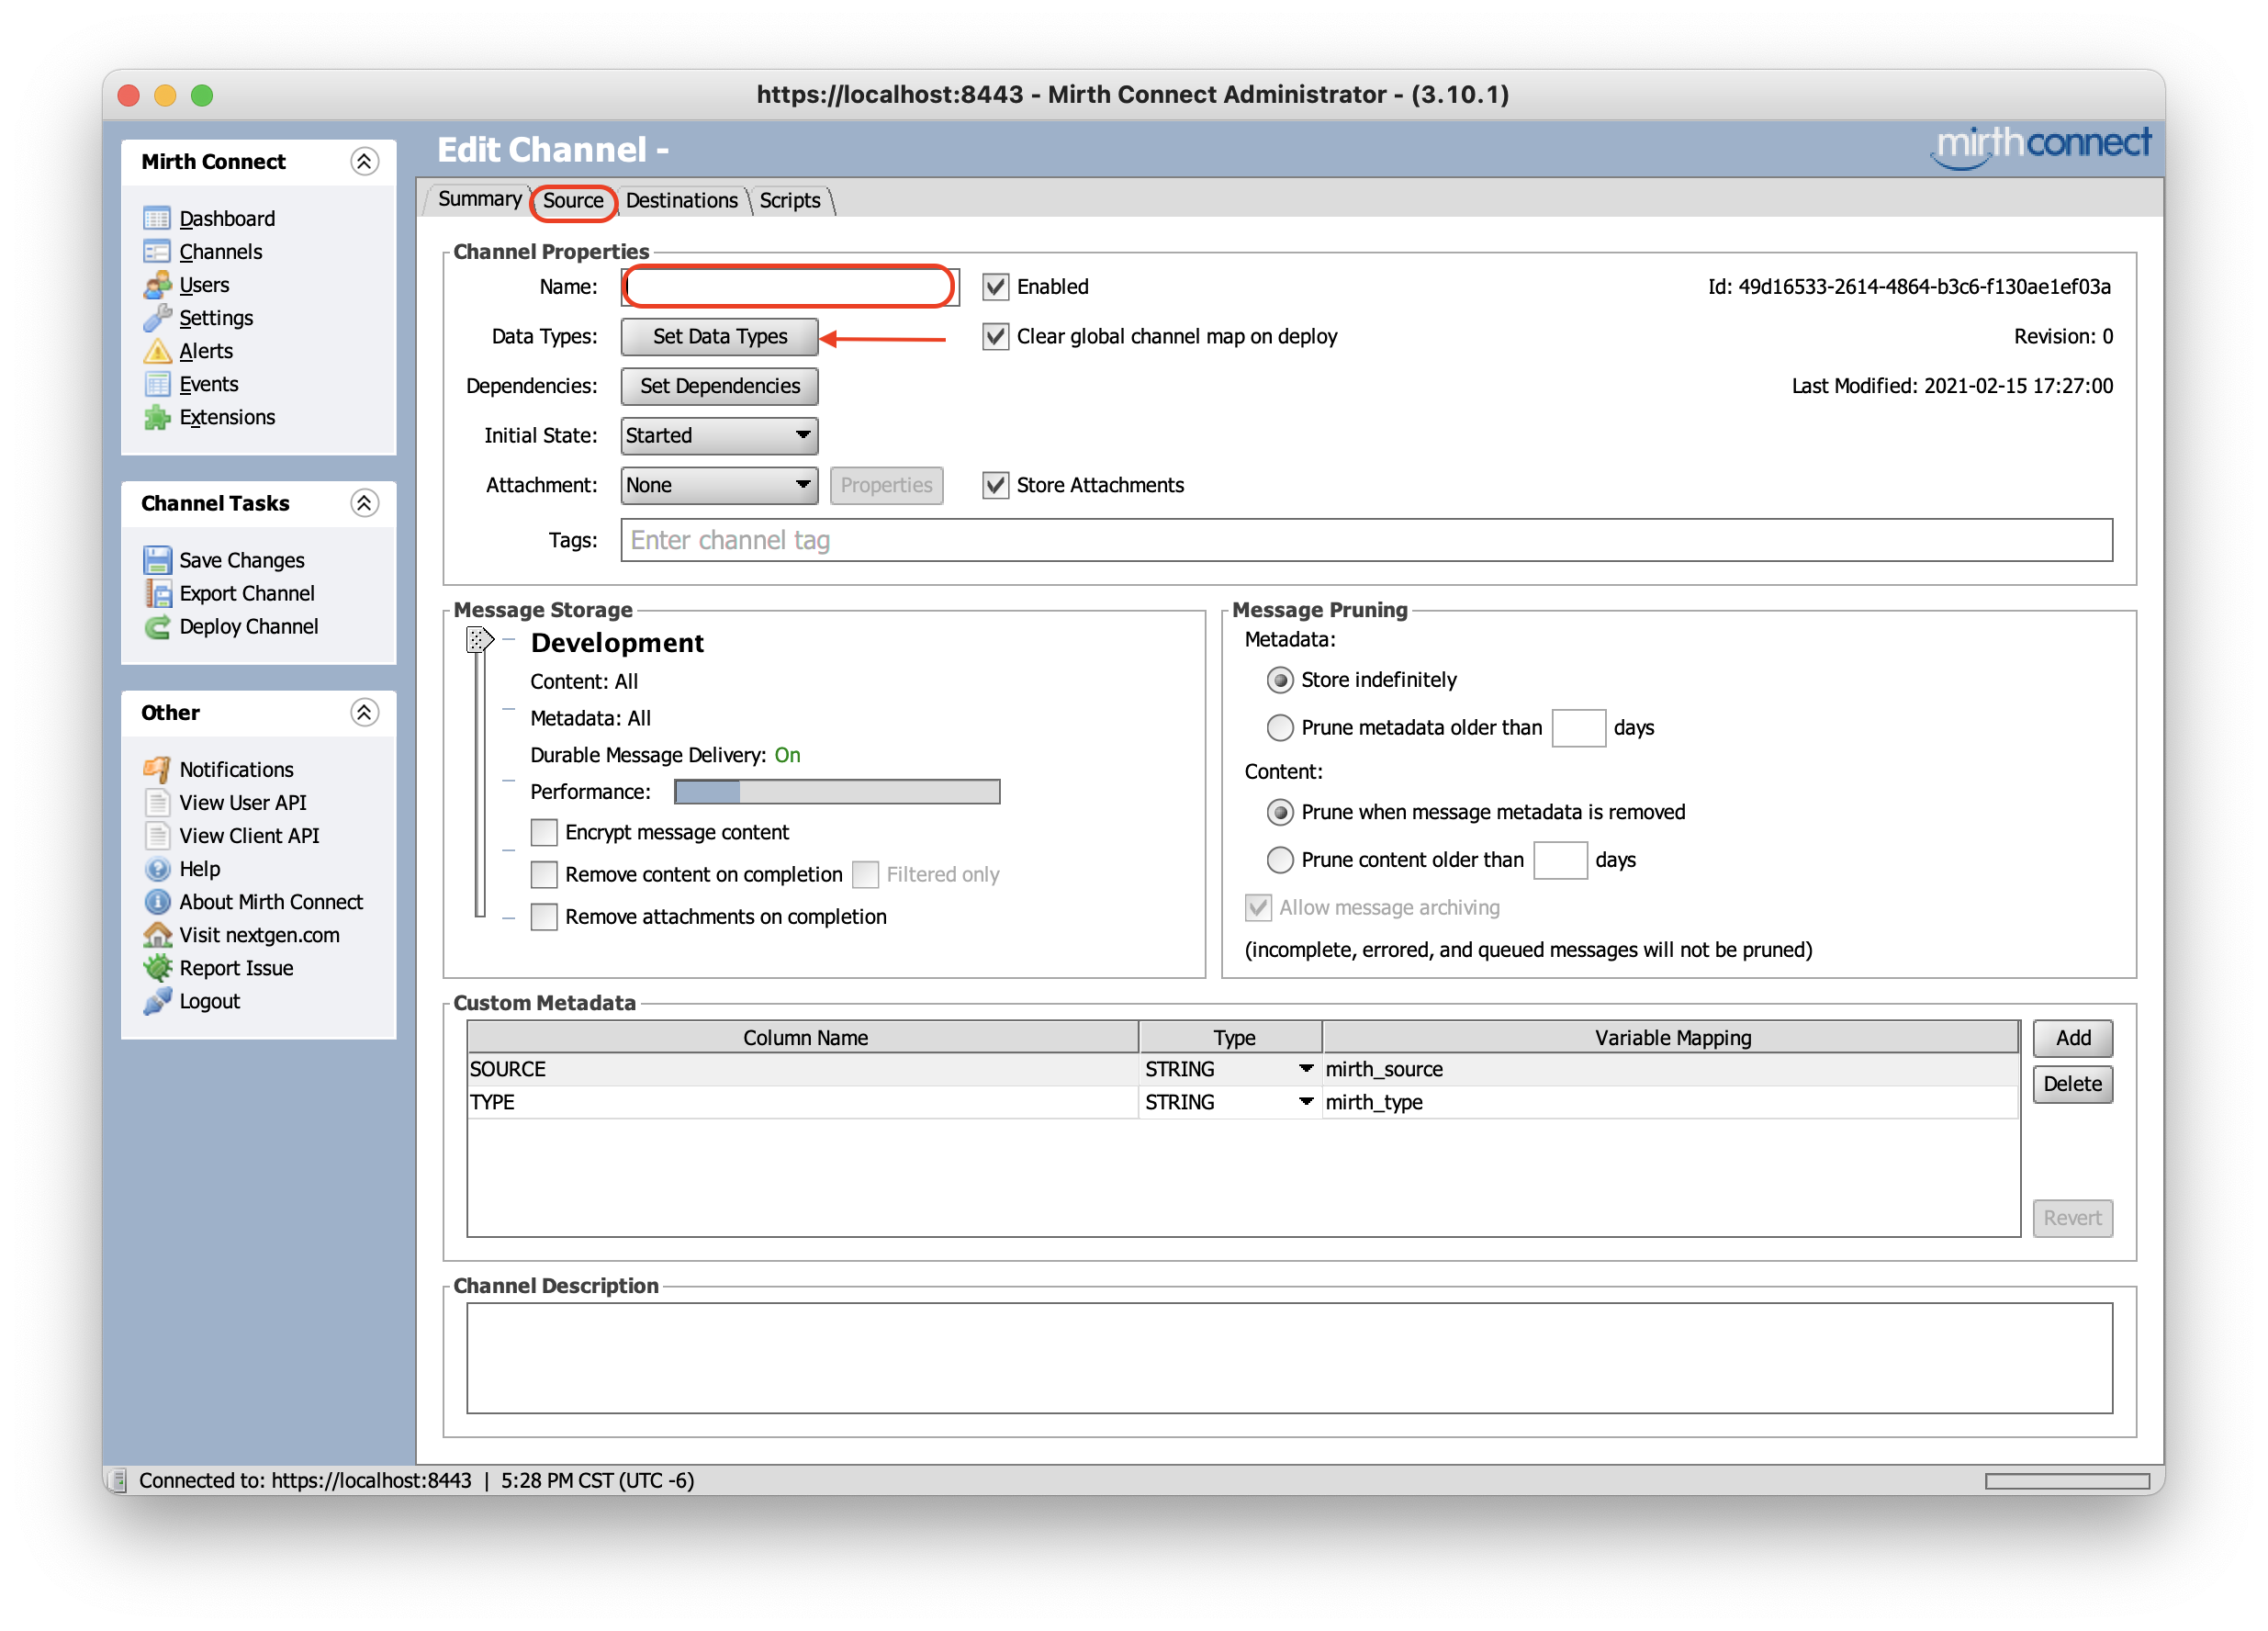 https://localhost:8443 - Mirth Connect Administrator - (3.10.1)
Mirth Connect
Dashboard
Channels
Users
Settings
Alerts
Events
Extensions
Channel Tasks
Save Changes
Export Channel
Deploy Channel
Other
Notifications
View User API
View Client API
Help
About Mirth Connect
Visit nextgen.com
Report Issue
Logout
Edit Channel -
mirthconnect
Summary Source Destinations Scripts
Channel Properties
Name: Enabled Id: 49d16533-2614-4864-b3c6-f130ae1ef03a
Data Types: Set Data Types Clear global channel map on deploy Revision: 0
Dependencies: Set Dependencies Last Modified: 2021-02-15 17:27:00
Initial State: Started
Attachment: None Properties Store Attachments
Tags: Enter channel tag
Message Storage
Development
Content: All
Metadata: All
Durable Message Delivery: On
Performance:
Encrypt message content
Remove content on completion Filtered only
Remove attachments on completion
Message Pruning
Metadata:
Store indefinitely
Prune metadata older than days
Content:
Prune when message metadata is removed
Prune content older than days
Allow message archiving
(incomplete, errored, and queued messages will not be pruned)
Custom Metadata
Column Name Type Variable Mapping
SOURCE STRING mirth_source
TYPE STRING mirth_type
Add
Delete
Revert
Channel Description
Connected to: https://localhost:8443 | 5:28 PM CST (UTC -6)